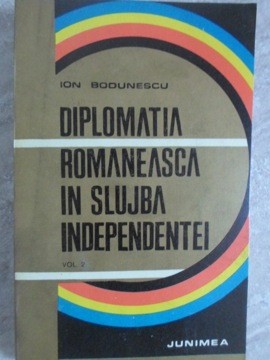 ION BODUNESCU
DIPLOMATIA
ROMANEASCA
IN SLUJBA
INDEPENDENTEI
VOL. 2
JUNIMEA